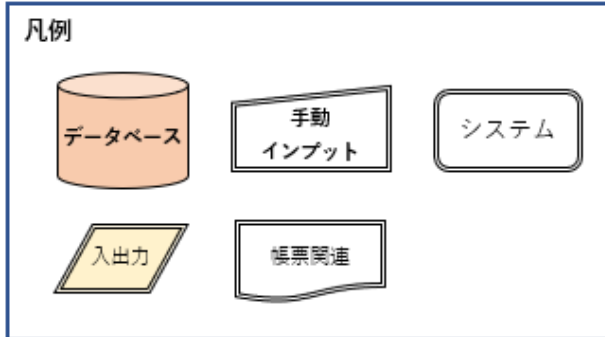 凡例
データベース
手動
インプット
システム
入出力
帳票関連